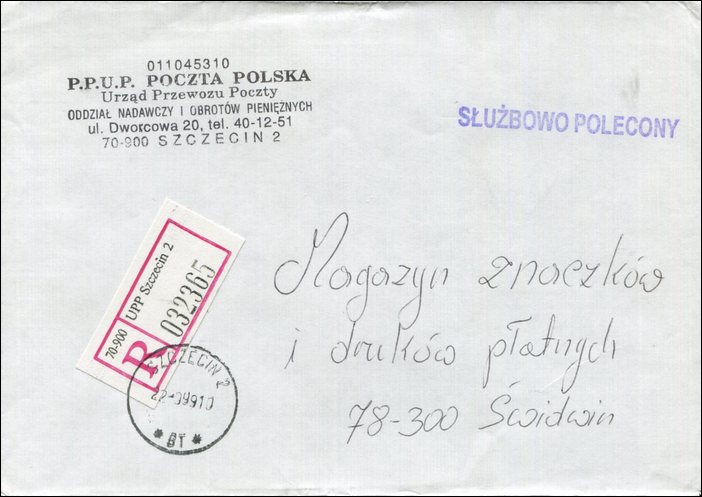 011045310
P.P.U.P. POCZTA POLSKA
Urząd Przewozu Poczty
ODDZIAŁ NADAWCZY I OBROTÓW PIENIĘŻNYCH
ul. Dworcowa 20, tel. 40-12-51
70-900 SZCZECIN 2
SŁUŻBOWO POLECONY
70-900 UPP Szczecin 2
R 032365
SZCZECIN 2
* BT *
Magazyn znaczków
i druków płatnych
78-300 Świdwin